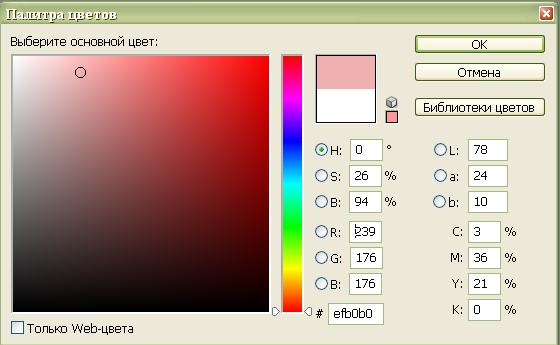 Палитра цветов
Выберите основной цвет:
OK
Отмена
Библиотеки цветов
H: 0 °
L: 78
S: 26 %
a: 24
B: 94 %
b: 10
R: 239
C: 3 %
G: 176
M: 36 %
B: 176
Y: 21 %
# efb0b0
K: 0 %
Только Web-цвета